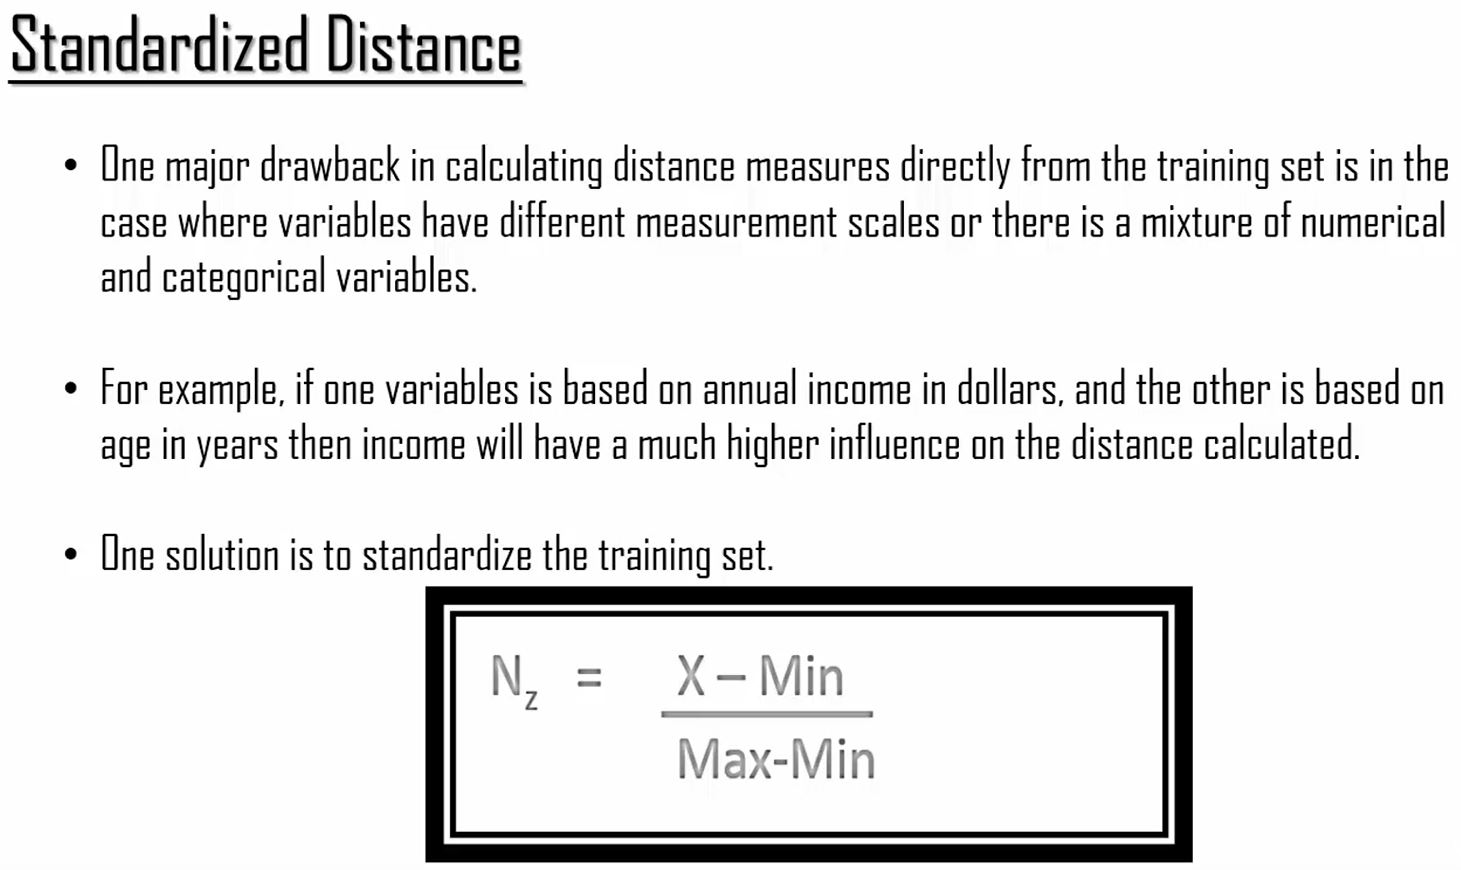 Standardized Distance
• One major drawback in calculating distance measures directly from the training set is in the
case where variables have different measurement scales or there is a mixture of numerical
and categorical variables.
• For example, if one variables is based on annual income in dollars, and the other is based on
age in years then income will have a much higher influence on the distance calculated.
• One solution is to standardize the training set.
Nz = X – Min
Max-Min